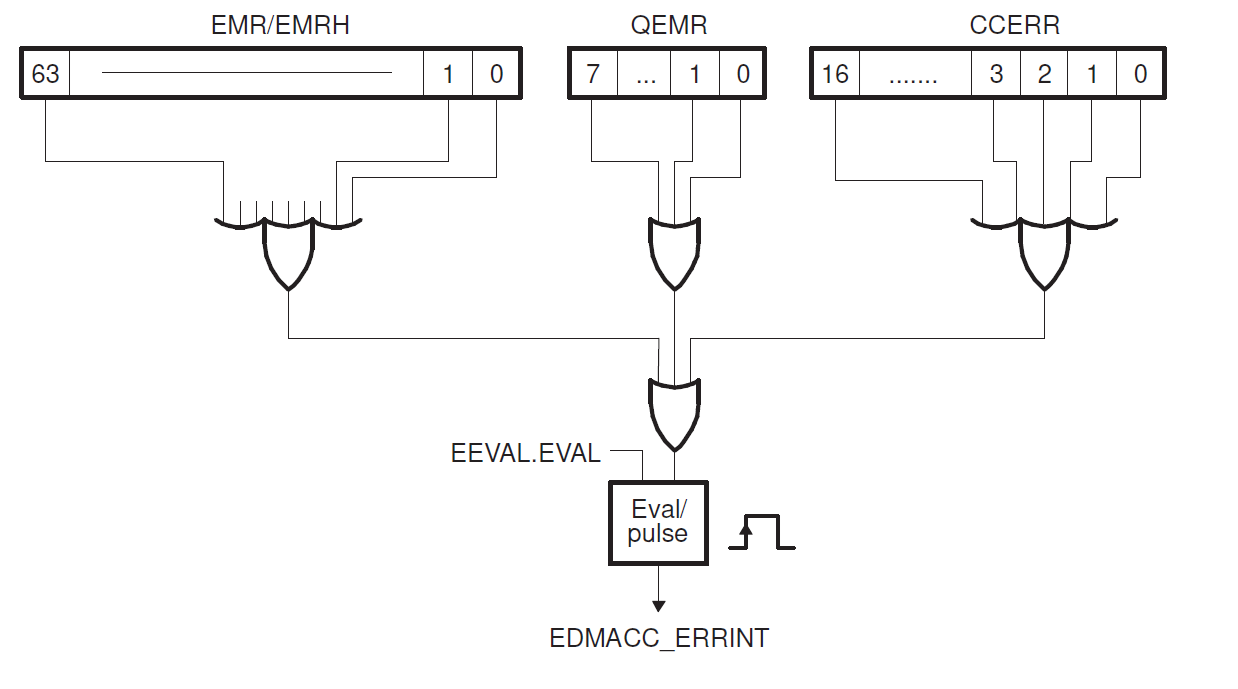 EMR/EMRH QEMR CCERR
63 1 0 7 ... 1 0 16 ....... 3 2 1 0
EEVAL.EVAL
Eval/
pulse
EDMACC_ERRINT